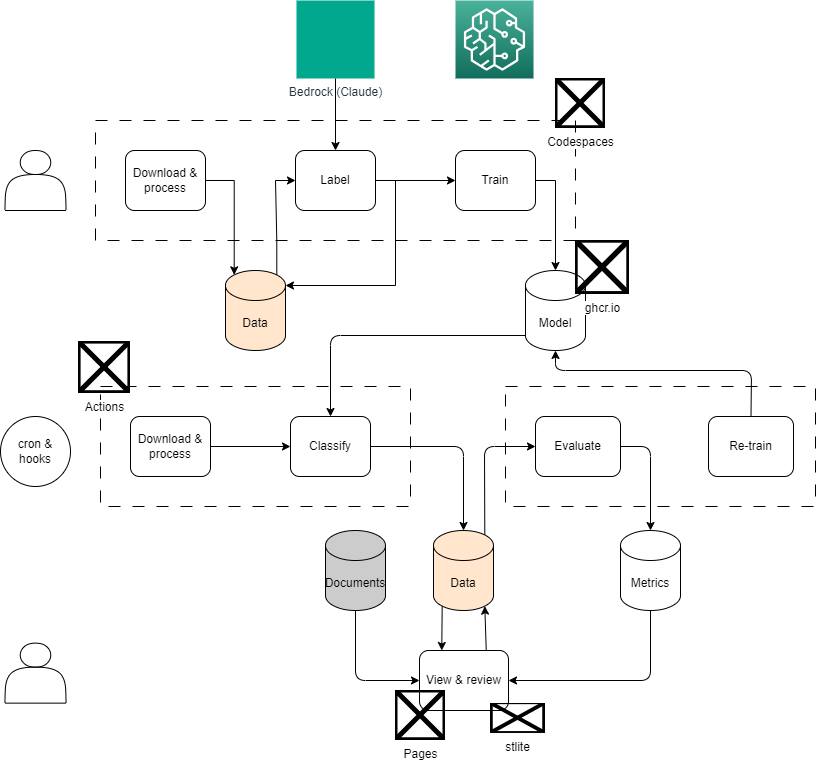 Bedrock (Claude)
Codespaces
Download &
process
Label
Train
Data
Model
ghcr.io
Actions
cron &
hooks
Download &
process
Classify
Evaluate
Re-train
Documents
Data
Metrics
View & review
Pages
stlite